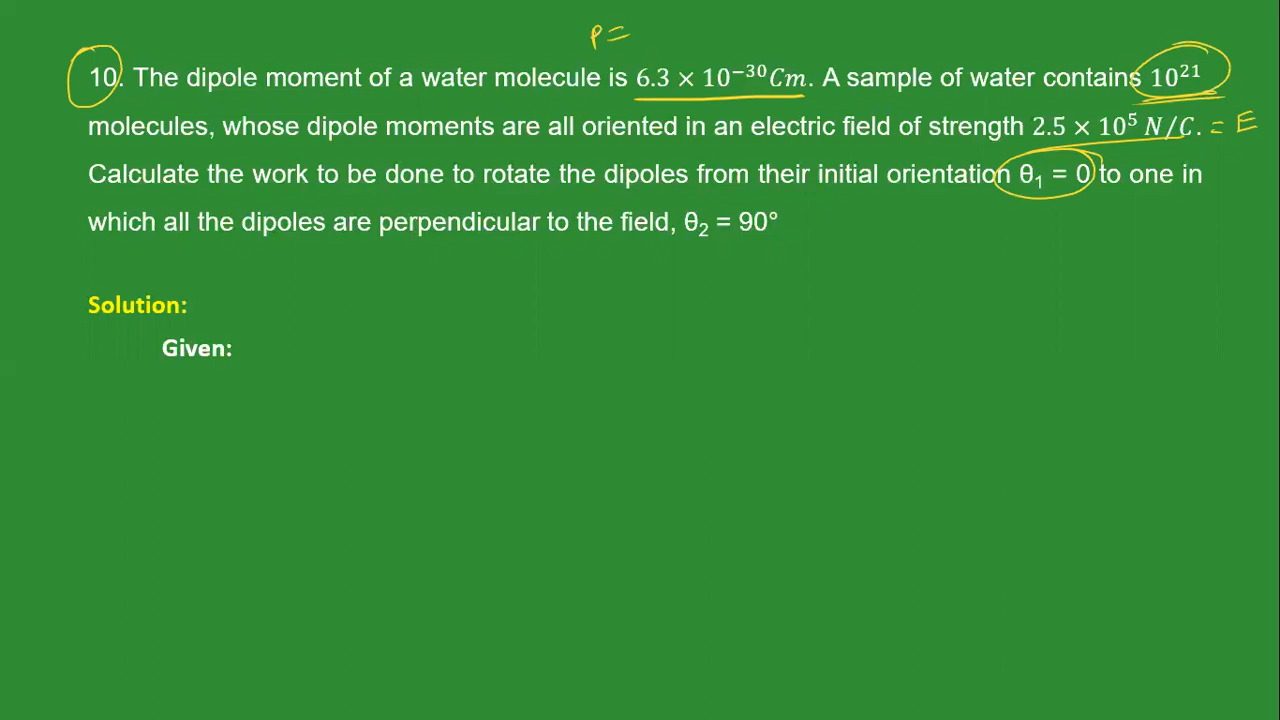 P =
10. The dipole moment of a water molecule is 6.3 × 10⁻³⁰ Cm. A sample of water contains 10²¹
molecules, whose dipole moments are all oriented in an electric field of strength 2.5 × 10⁵ N/C. = E
Calculate the work to be done to rotate the dipoles from their initial orientation θ₁ = 0 to one in
which all the dipoles are perpendicular to the field, θ₂ = 90°
Solution:
Given: